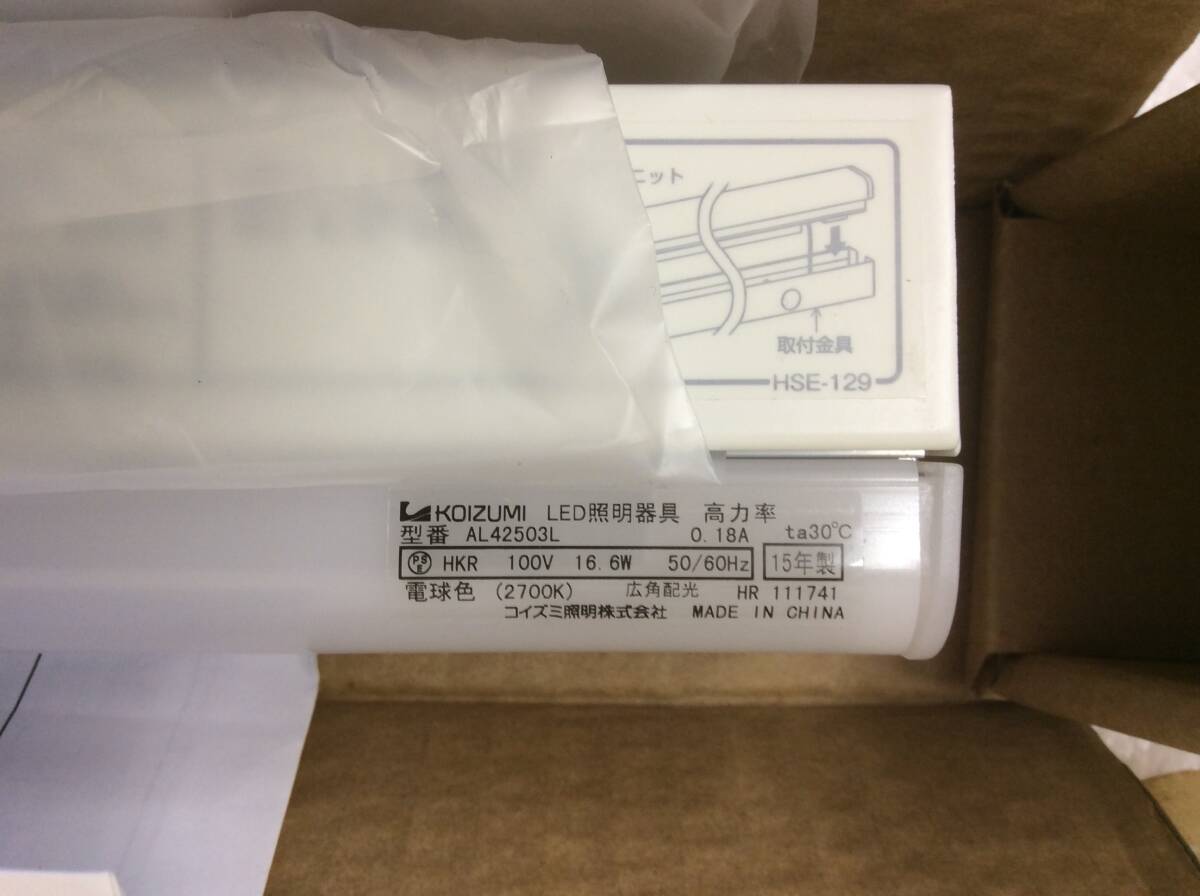 ニット
取付金具
HSE-129
KOIZUMI LED照明器具 高力率
型番 AL42503L 0.18A ta30℃
PSE HKR 100V 16.6W 50/60Hz 15年製
電球色 (2700K) 広角配光 HR 111741
コイズミ照明株式会社 MADE IN CHINA